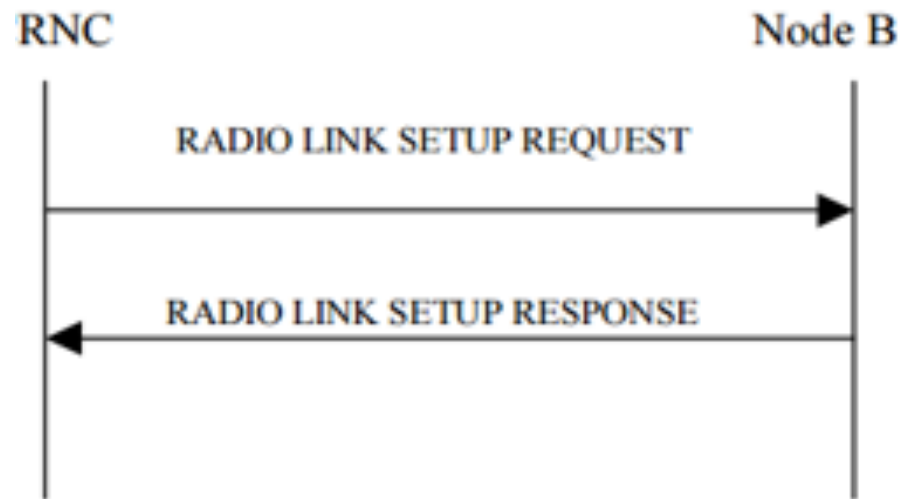 RNC
Node B
RADIO LINK SETUP REQUEST
RADIO LINK SETUP RESPONSE